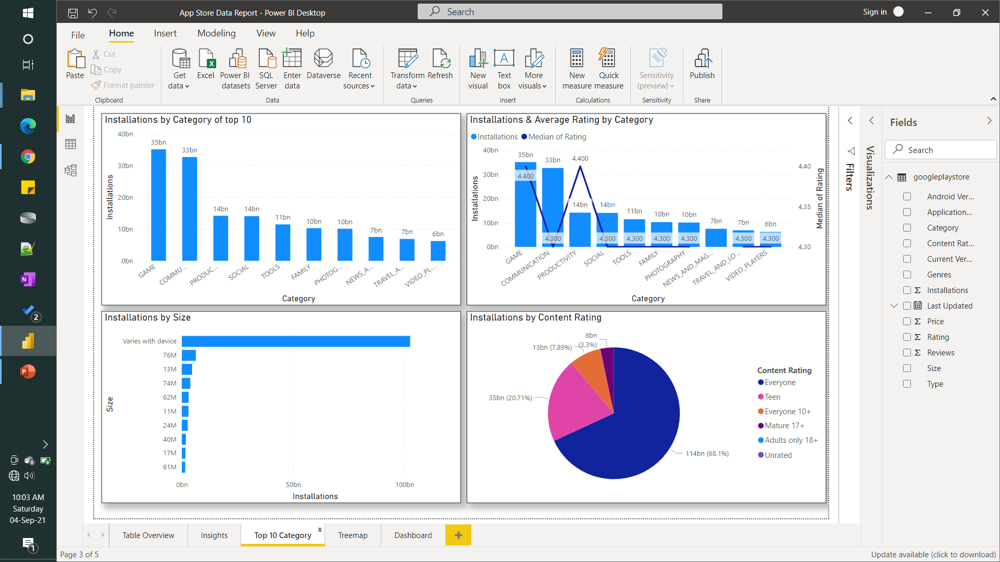 App Store Data Report - Power BI Desktop
Search
Sign in
File
Home
Insert
Modeling
View
Help
Paste
Cut
Copy
Format painter
Clipboard
Get data
Excel
Power BI datasets
SQL Server
Enter data
Dataverse
Recent sources
Data
Transform data
Refresh
Queries
New visual
Text box
More visuals
Insert
New measure
Quick measure
Calculations
Sensitivity (preview)
Sensitivity
Publish
Share
Installations by Category of top 10
40bn
30bn
20bn
10bn
0bn
Installations
35bn
33bn
14bn
14bn
11bn
10bn
10bn
7bn
7bn
6bn
GAME
COMMU...
PRODUC...
SOCIAL
TOOLS
FAMILY
PHOTOG...
NEWS_A...
TRAVEL_A...
VIDEO_PL...
Category
Installations & Average Rating by Category
Installations
Median of Rating
40bn
30bn
20bn
10bn
0bn
Installations
35bn
33bn
4.400
14bn
14bn
11bn
10bn
10bn
7bn
7bn
6bn
4.400
4.300
4.300
4.300
4.300
4.300
4.300
4.300
4.40
4.35
4.30
Median of Rating
GAME
COMMUNICATION
PRODUCTIVITY
SOCIAL
TOOLS
FAMILY
PHOTOGRAPHY
NEWS_AND_MAG...
TRAVEL_AND_LO...
VIDEO_PLAYERS
Category
Installations by Size
Size
Varies with device
76M
13M
74M
62M
11M
24M
40M
17M
61M
0bn
50bn
100bn
Installations
Installations by Content Rating
6bn (3.3%)
13bn (7.89%)
35bn (20.71%)
114bn (68.1%)
Content Rating
Everyone
Teen
Everyone 10+
Mature 17+
Adults only 18+
Unrated
Filters
Visualizations
Fields
Search
googleplaystore
Android Ver...
Application...
Category
Content Rat...
Current Ver...
Genres
Installations
Last Updated
Price
Rating
Reviews
Size
Type
2
10:03 AM
Saturday
04-Sep-21
1
Table Overview
Insights
Top 10 Category
x
Treemap
Dashboard
+
Page 3 of 5
Update available (click to download)